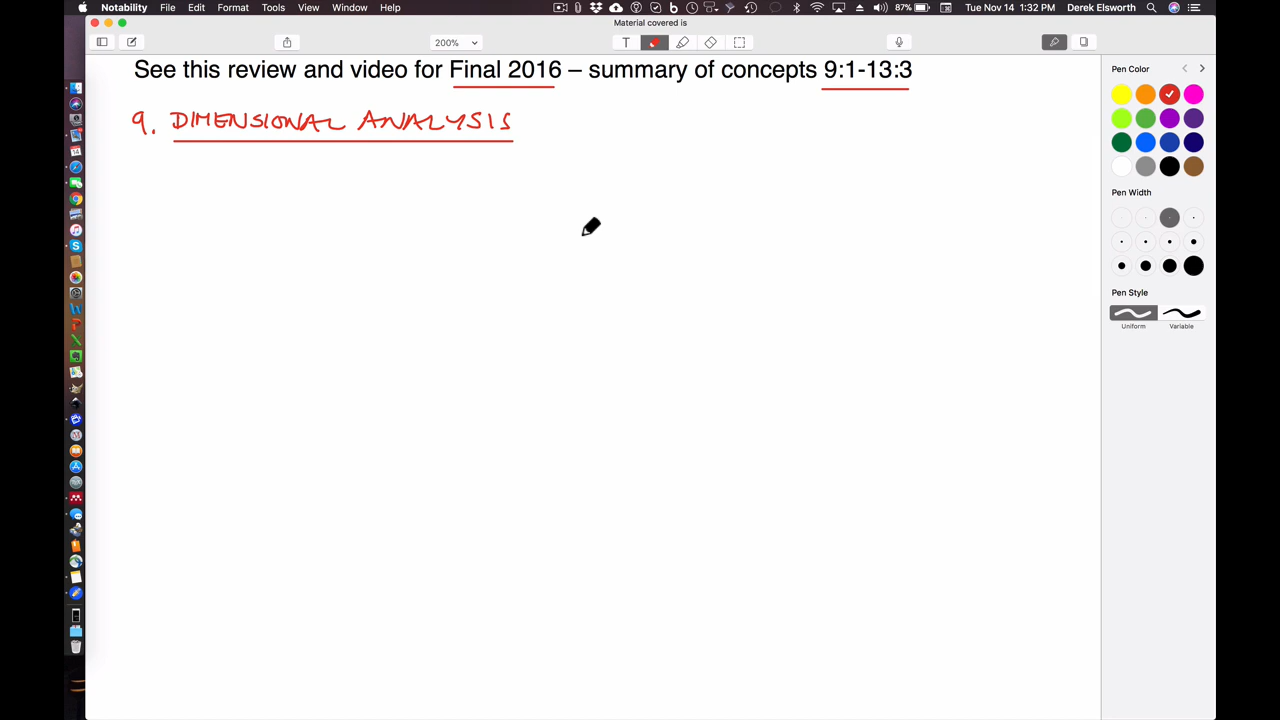 Notability File Edit Format Tools View Window Help 87% Tue Nov 14 1:32 PM Derek Elsworth
Material covered is
200% T
See this review and video for Final 2016 – summary of concepts 9:1-13:3
9. DIMENSIONAL ANALYSIS
Pen Color
Pen Width
Pen Style
Uniform Variable